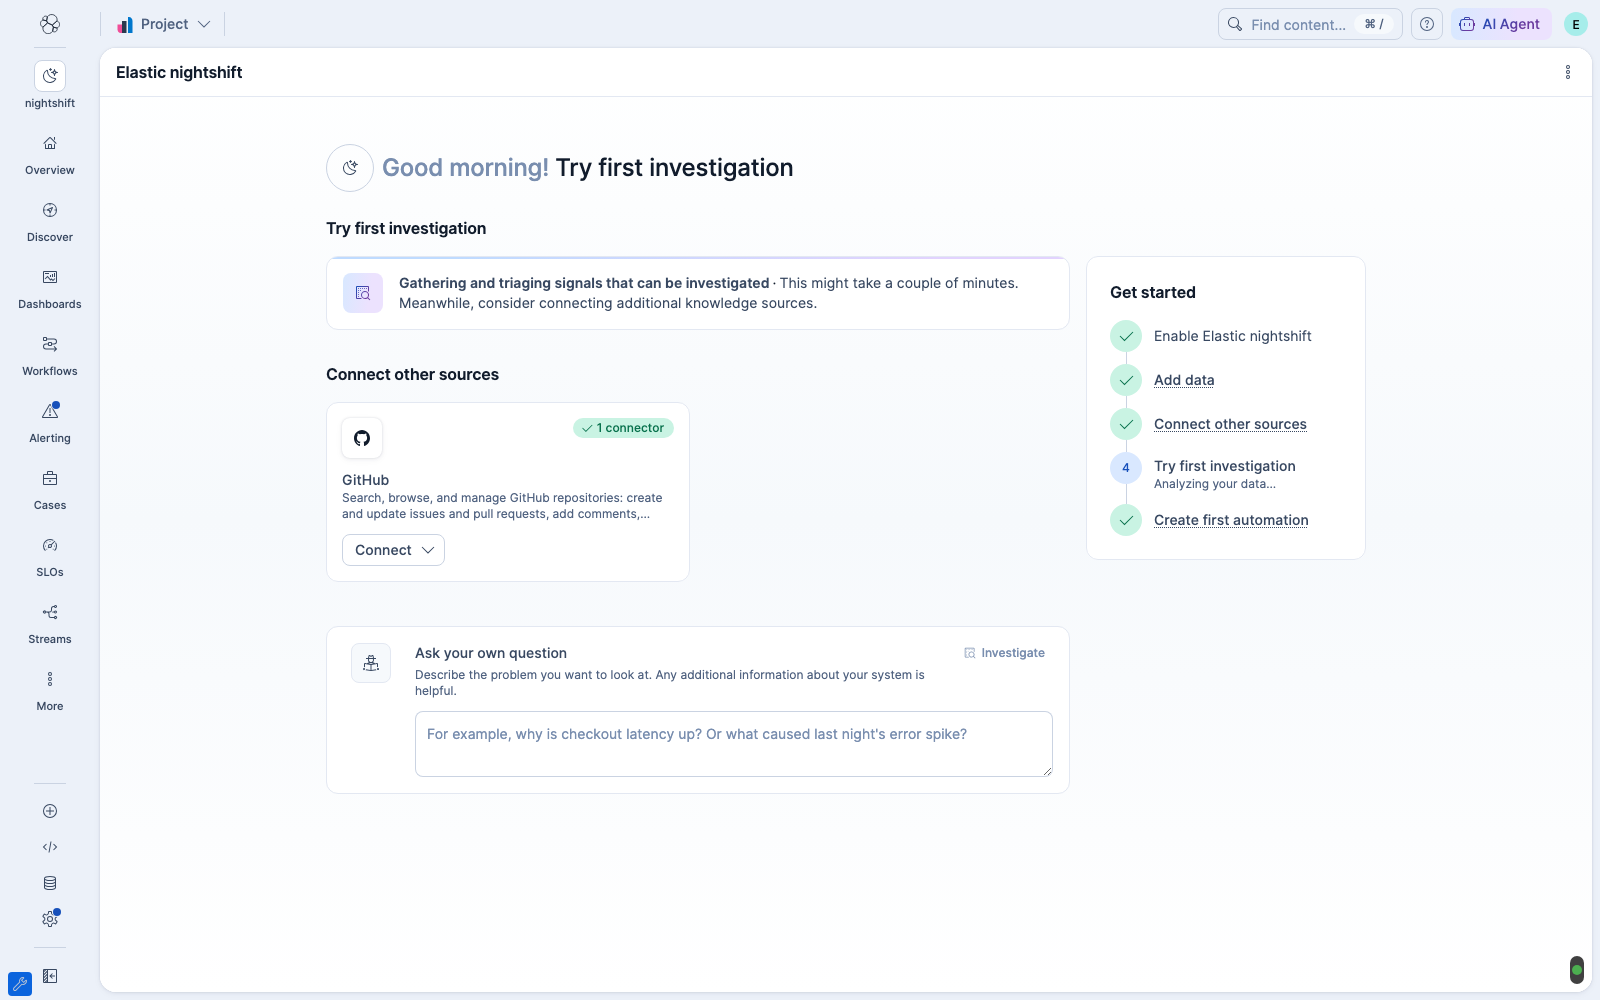 Project
Find content...
⌘ /
AI Agent
E
nightshift
Overview
Discover
Dashboards
Workflows
Alerting
Cases
SLOs
Streams
More
Elastic nightshift
Good morning! Try first investigation
Try first investigation
Gathering and triaging signals that can be investigated · This might take a couple of minutes.
Meanwhile, consider connecting additional knowledge sources.
Connect other sources
1 connector
GitHub
Search, browse, and manage GitHub repositories: create
and update issues and pull requests, add comments,...
Connect
Ask your own question
Investigate
Describe the problem you want to look at. Any additional information about your system is
helpful.
For example, why is checkout latency up? Or what caused last night's error spike?
Get started
Enable Elastic nightshift
Add data
Connect other sources
4
Try first investigation
Analyzing your data...
Create first automation